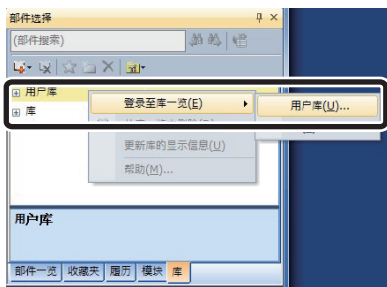 部件选择
(部件搜索)
用户库
库
登录至库一览(E)
用户库(U)...
更新库的显示信息(U)
帮助(M)...
用户库
部件一览 收藏夹 履历 模块 库